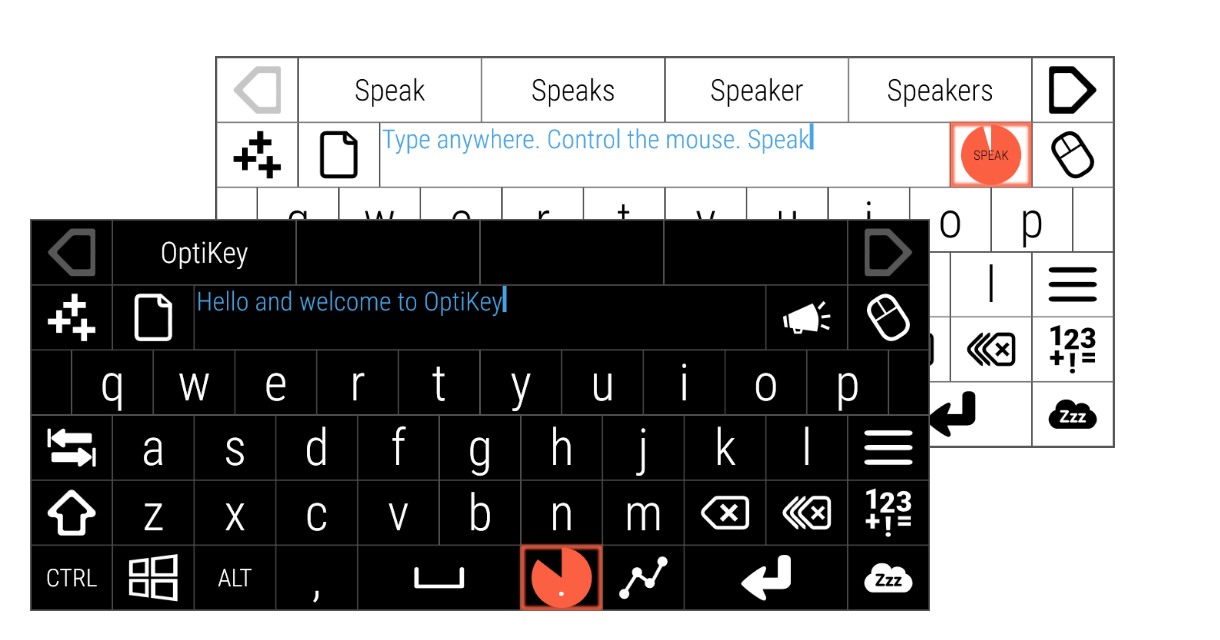 Speak Speaks Speaker Speakers
Type anywhere. Control the mouse. Speak
SPEAK
q w e r t y u i o p
l
123
+!=
Zzz
OptiKey
Hello and welcome to OptiKey
q w e r t y u i o p
a s d f g h j k l
z x c v b n m 123
+!=
CTRL ALT , . Zzz